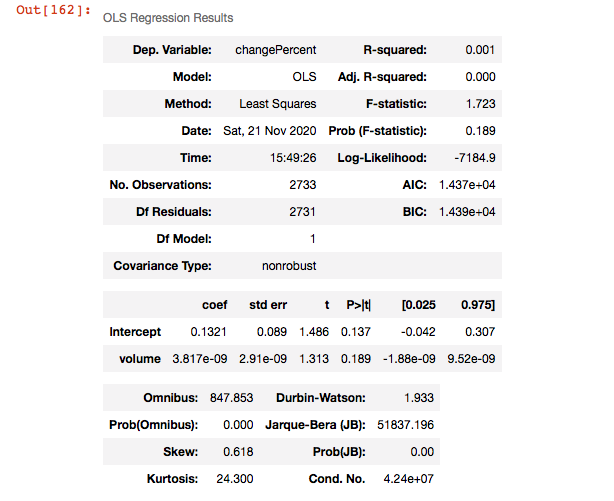 Out[162]:
OLS Regression Results
Dep. Variable: changePercent R-squared: 0.001
Model: OLS Adj. R-squared: 0.000
Method: Least Squares F-statistic: 1.723
Date: Sat, 21 Nov 2020 Prob (F-statistic): 0.189
Time: 15:49:26 Log-Likelihood: -7184.9
No. Observations: 2733 AIC: 1.437e+04
Df Residuals: 2731 BIC: 1.439e+04
Df Model: 1
Covariance Type: nonrobust
coef std err t P>|t| [0.025 0.975]
Intercept 0.1321 0.089 1.486 0.137 -0.042 0.307
volume 3.817e-09 2.91e-09 1.313 0.189 -1.88e-09 9.52e-09
Omnibus: 847.853 Durbin-Watson: 1.933
Prob(Omnibus): 0.000 Jarque-Bera (JB): 51837.196
Skew: 0.618 Prob(JB): 0.00
Kurtosis: 24.300 Cond. No. 4.24e+07